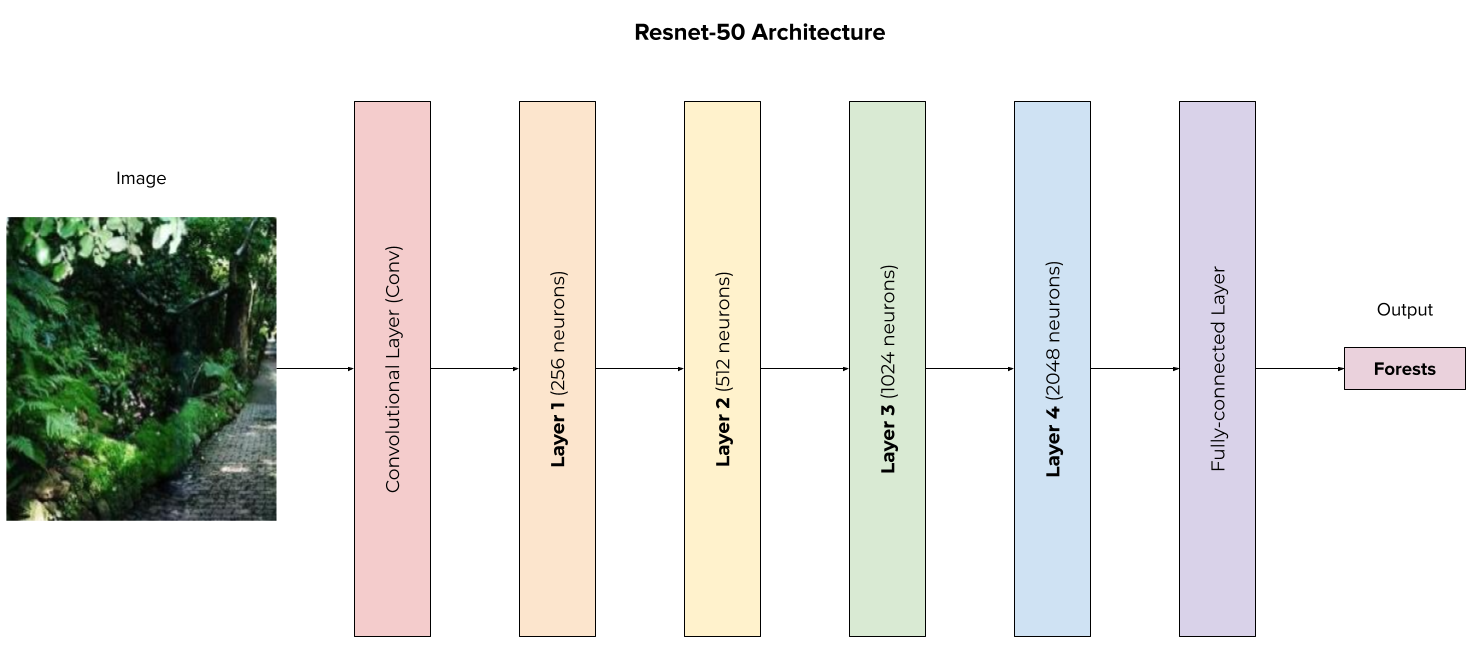 Resnet-50 Architecture
Image
Convolutional Layer (Conv)
Layer 1 (256 neurons)
Layer 2 (512 neurons)
Layer 3 (1024 neurons)
Layer 4 (2048 neurons)
Fully-connected Layer
Output
Forests